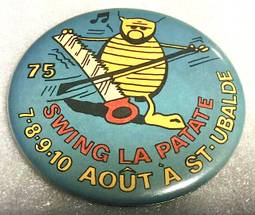 75
SWING LA PATATE
7-8-9-10 AOÛT À ST-UBALDE